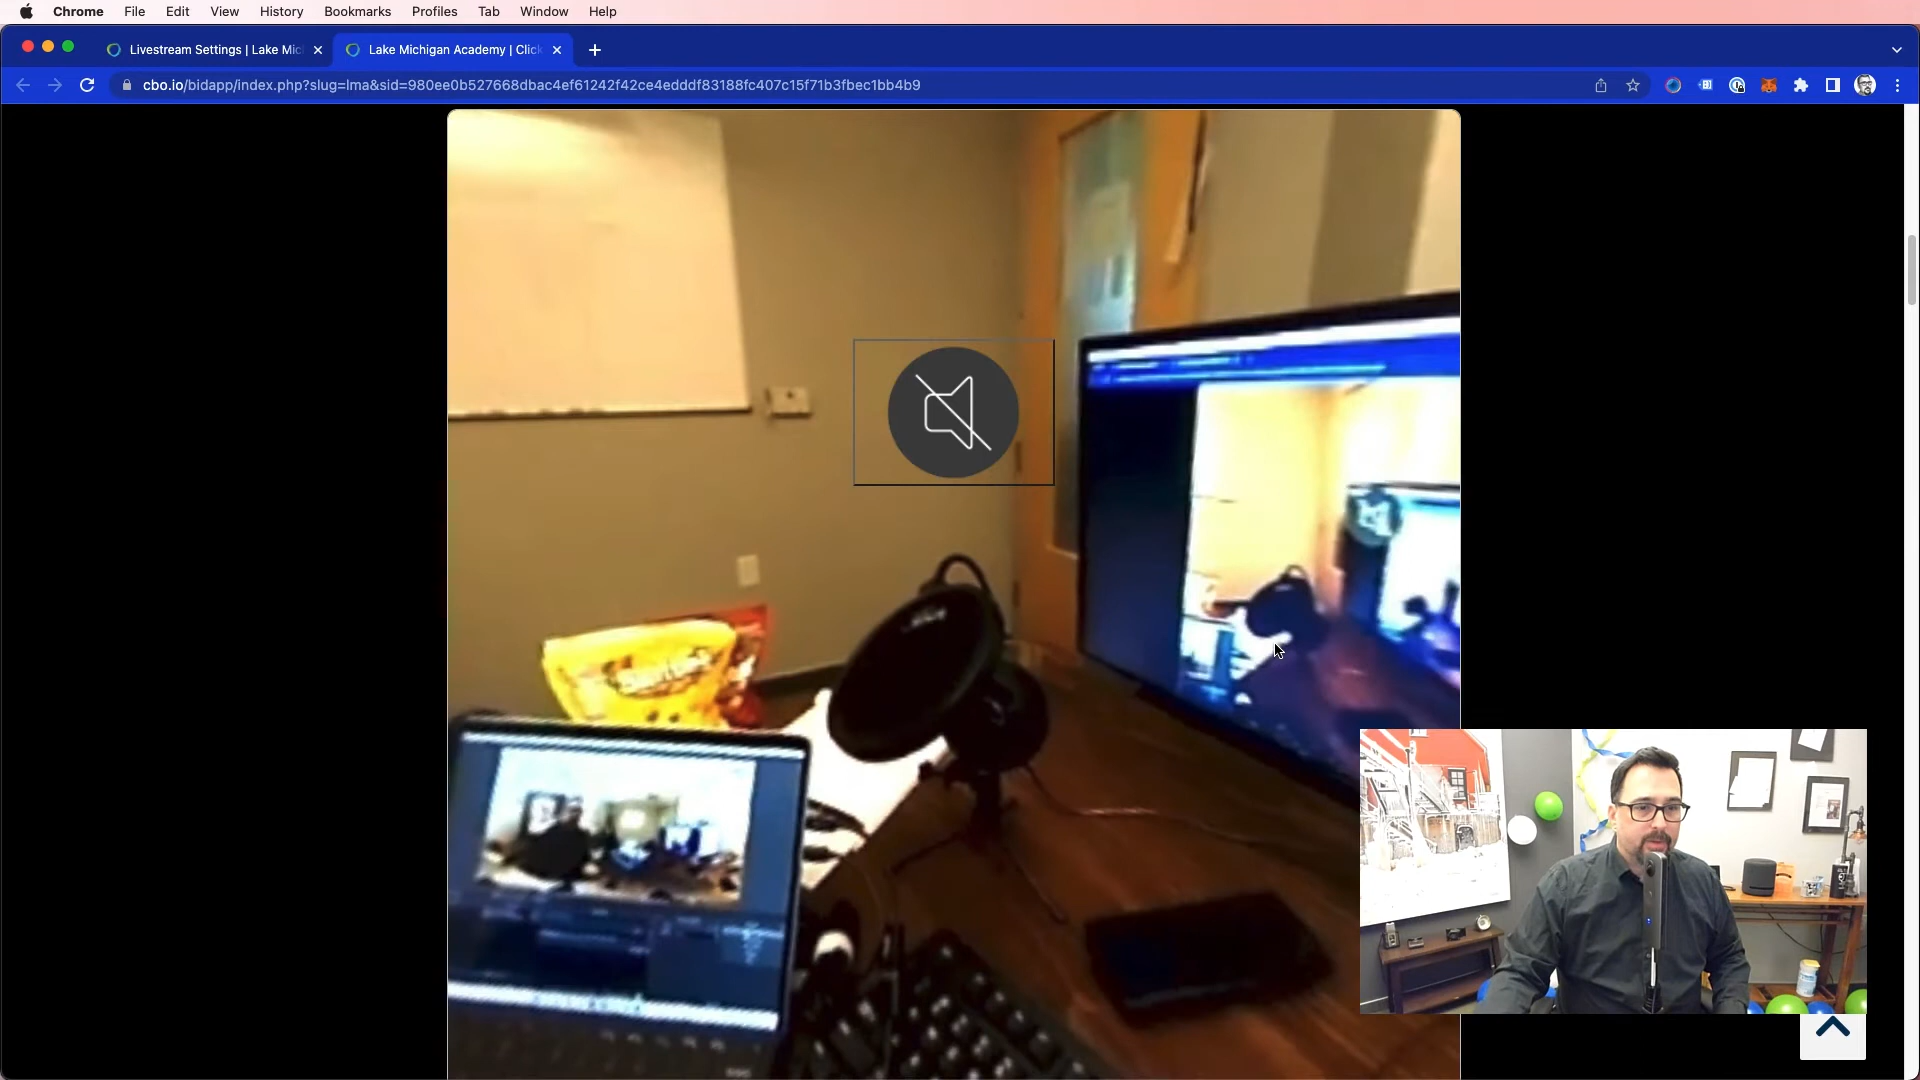 Chrome File Edit View History Bookmarks Profiles Tab Window Help
Livestream Settings | Lake Mic
Lake Michigan Academy | Click
cbo.io/bidapp/index.php?slug=lma&sid=980ee0b527668dbac4ef61242f42ce4edddf83188fc407c15f71b3fbec1bb4b9